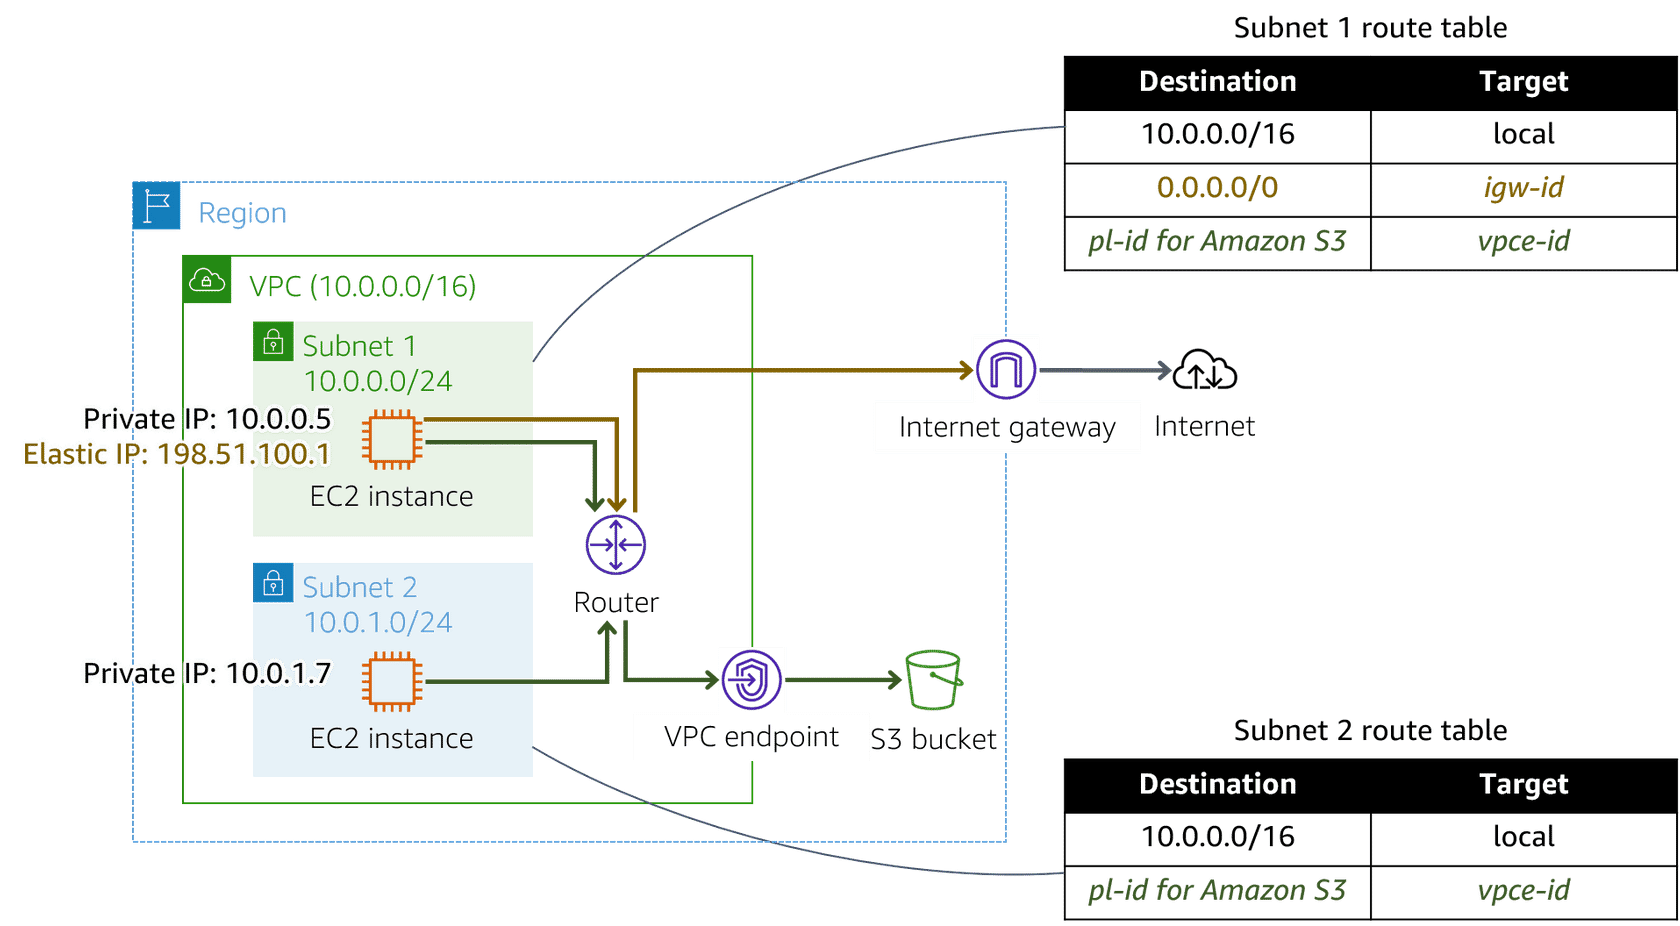 Subnet 1 route table
Destination Target
10.0.0.0/16 local
0.0.0.0/0 igw-id
pl-id for Amazon S3 vpce-id
Region
VPC (10.0.0.0/16)
Subnet 1
10.0.0.0/24
Private IP: 10.0.0.5
Elastic IP: 198.51.100.1
EC2 instance
Internet gateway
Internet
Router
Subnet 2
10.0.1.0/24
Private IP: 10.0.1.7
EC2 instance
VPC endpoint
S3 bucket
Subnet 2 route table
Destination Target
10.0.0.0/16 local
pl-id for Amazon S3 vpce-id